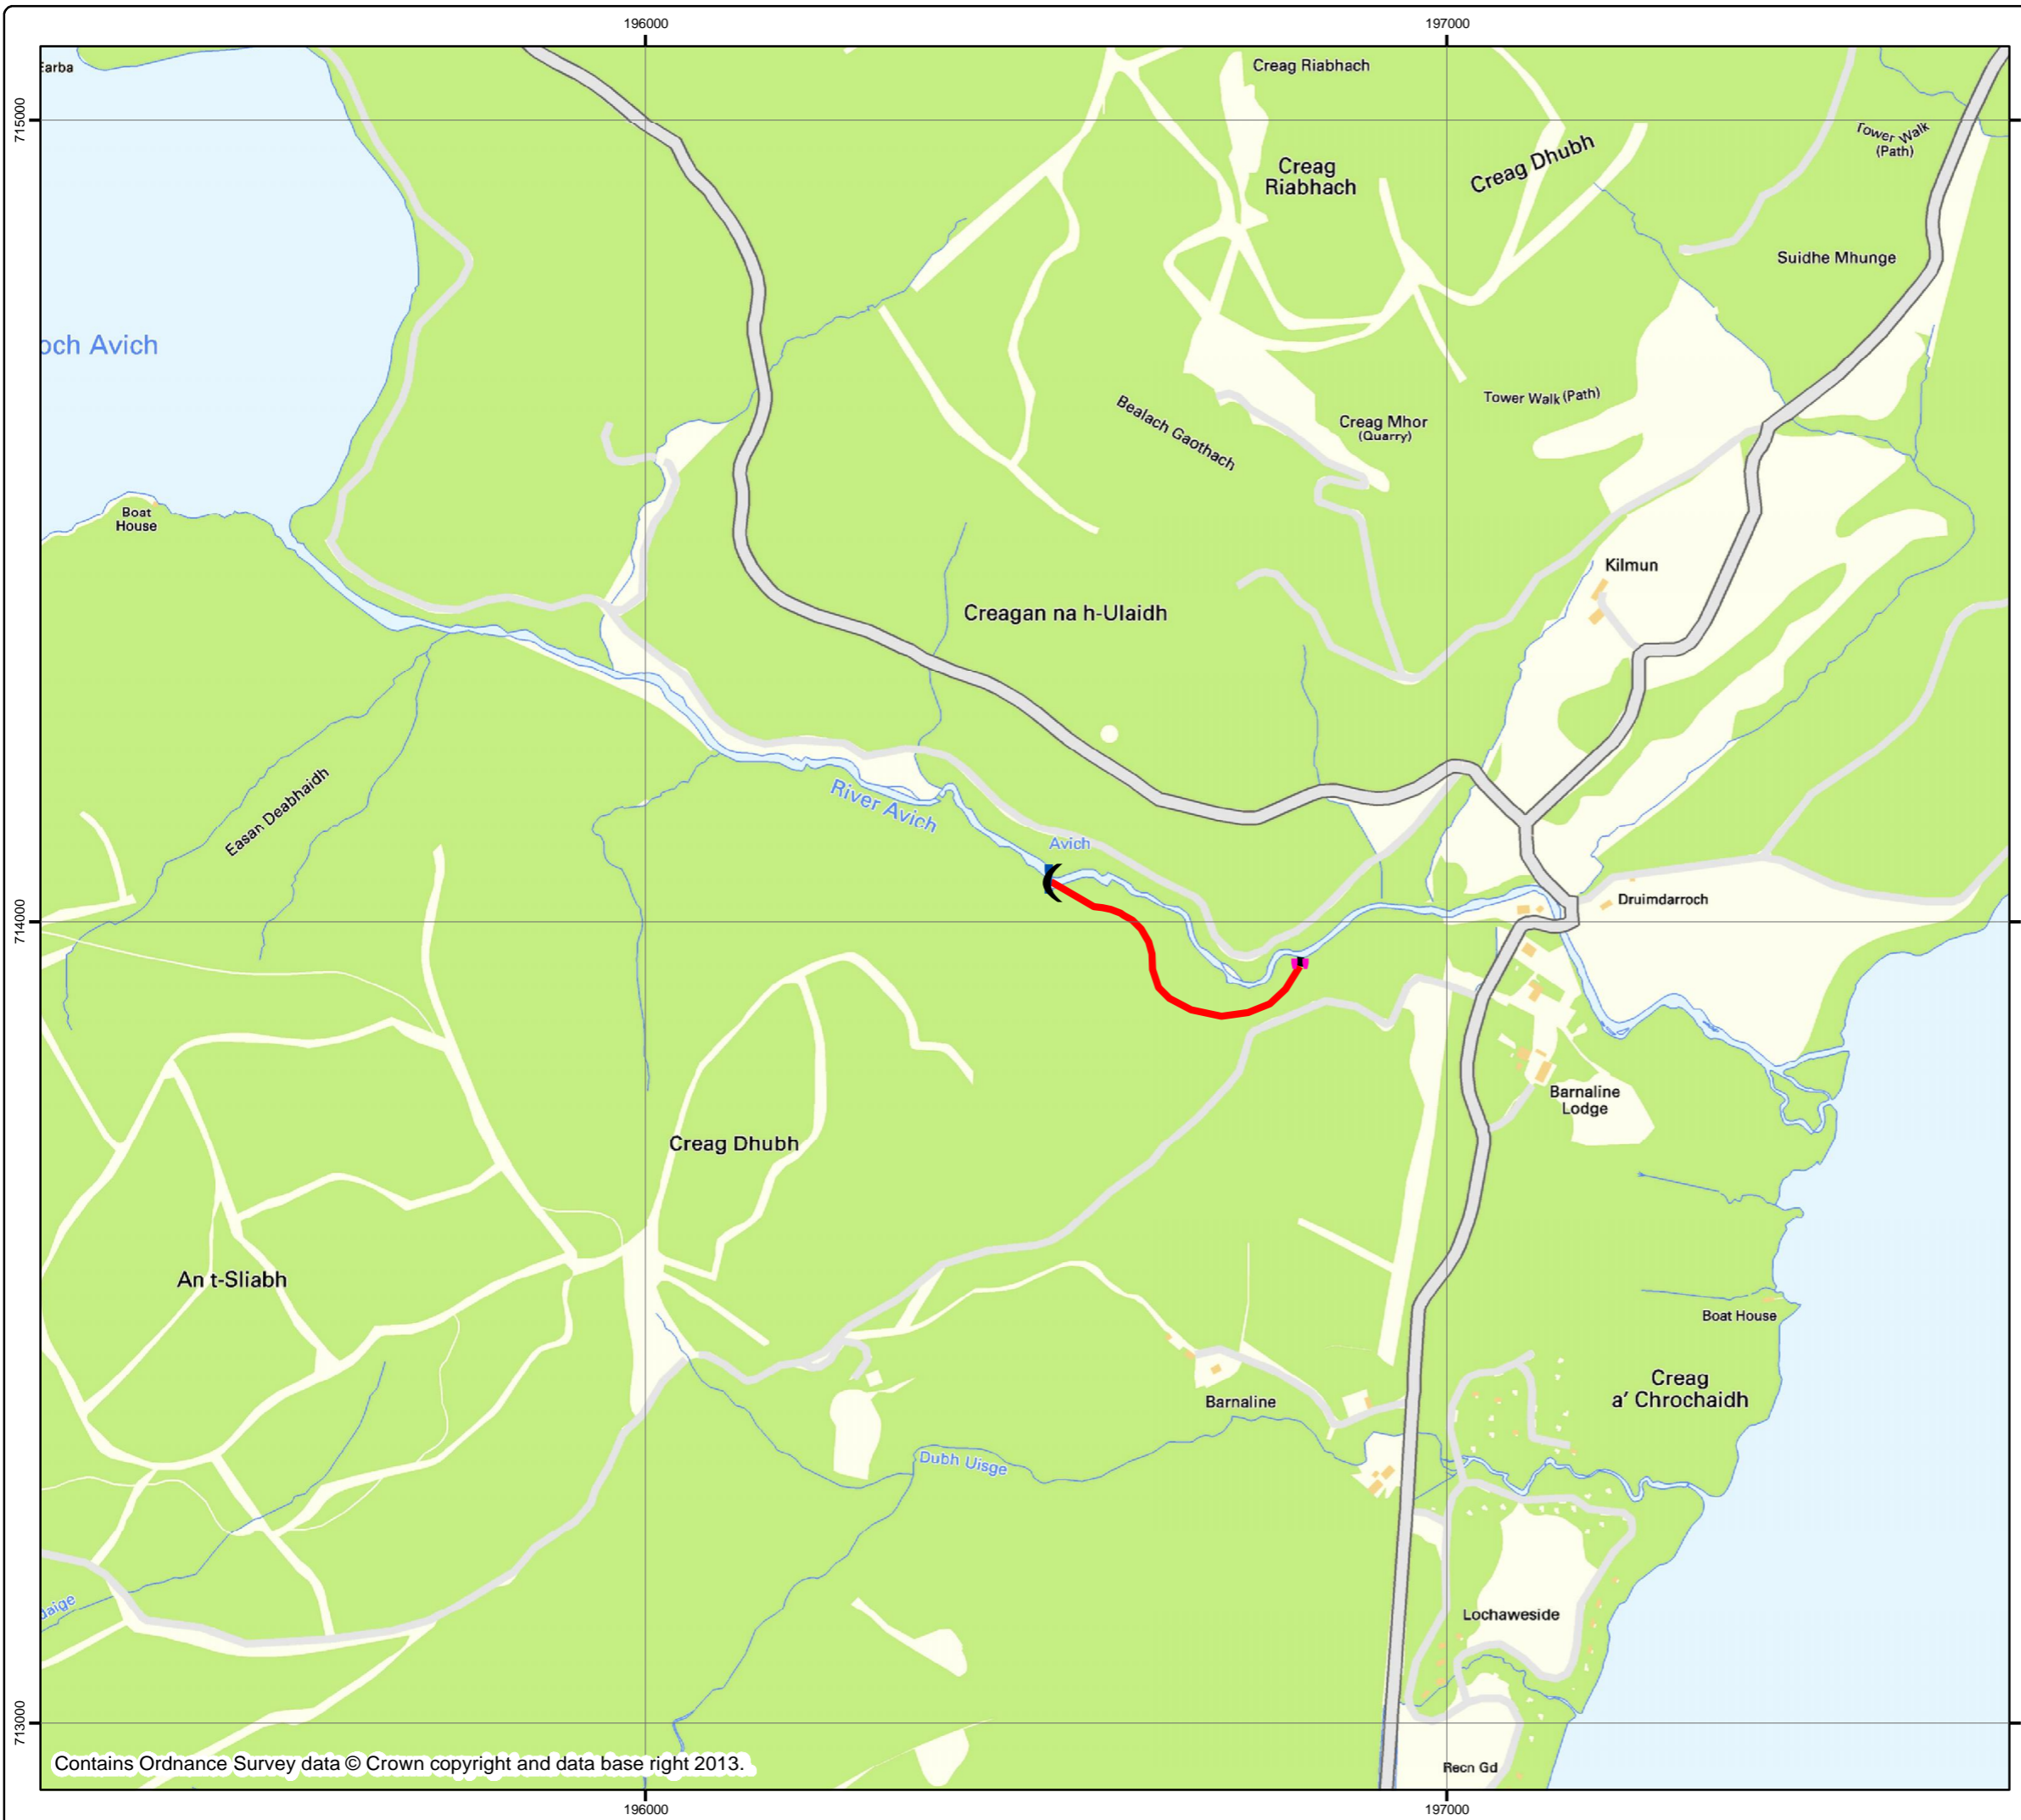 196000
197000
Earba
Creag Riabhach
715000
Tower Walk
(Path)
Creag Dhubh
Creag
Riabhach
Suidhe Mhunge
och Avich
Tower Walk (Path)
Bealach Gaothach
Creag Mhor
(Quarry)
Boat
House
Kilmun
Creagan na h-Ulaidh
Easan Deabhaidh
River Avich
Avich
714000
Druimdarroch
Barnaline
Lodge
Creag Dhubh
An t-Sliabh
Boat House
Creag
a' Chrochaidh
Barnaline
Dubh Uisge
aige
Lochaweside
713000
Contains Ordnance Survey data © Crown copyright and data base right 2013.
Recn Gd
196000
197000